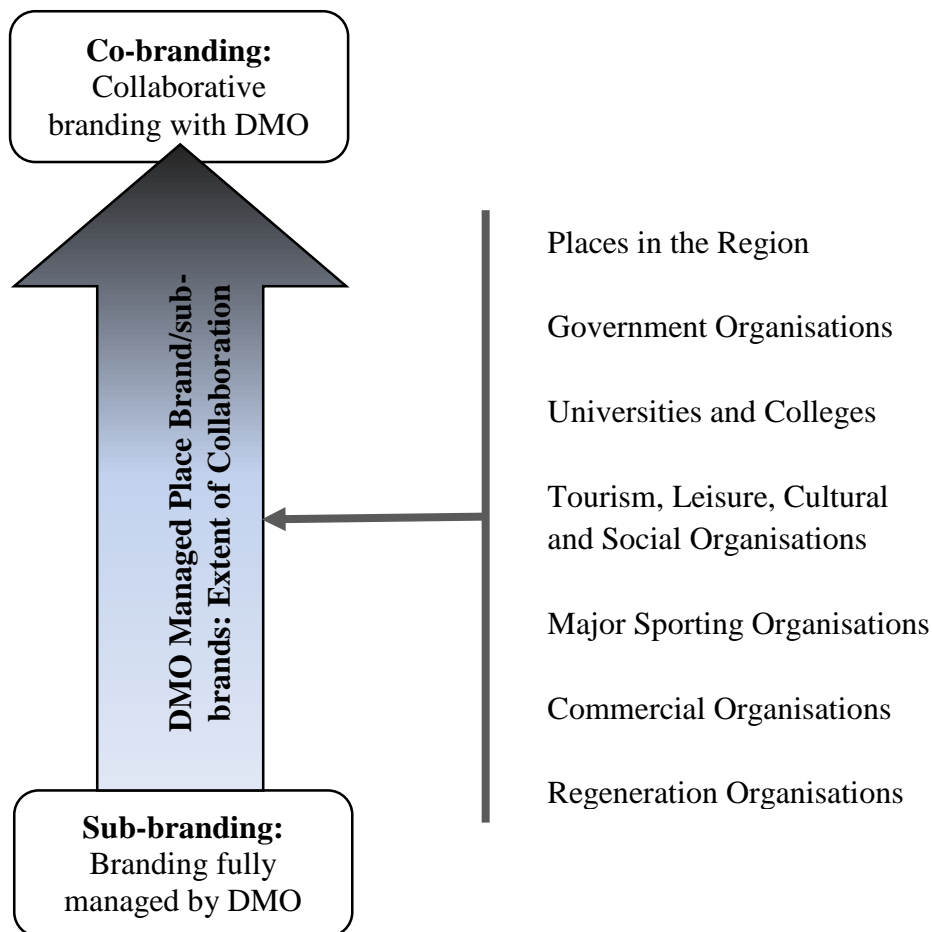 Co-branding:
Collaborative
branding with DMO
DMO Managed Place Brand/sub-
brands: Extent of Collaboration
Places in the Region
Government Organisations
Universities and Colleges
Tourism, Leisure, Cultural
and Social Organisations
Major Sporting Organisations
Commercial Organisations
Regeneration Organisations
Sub-branding:
Branding fully
managed by DMO